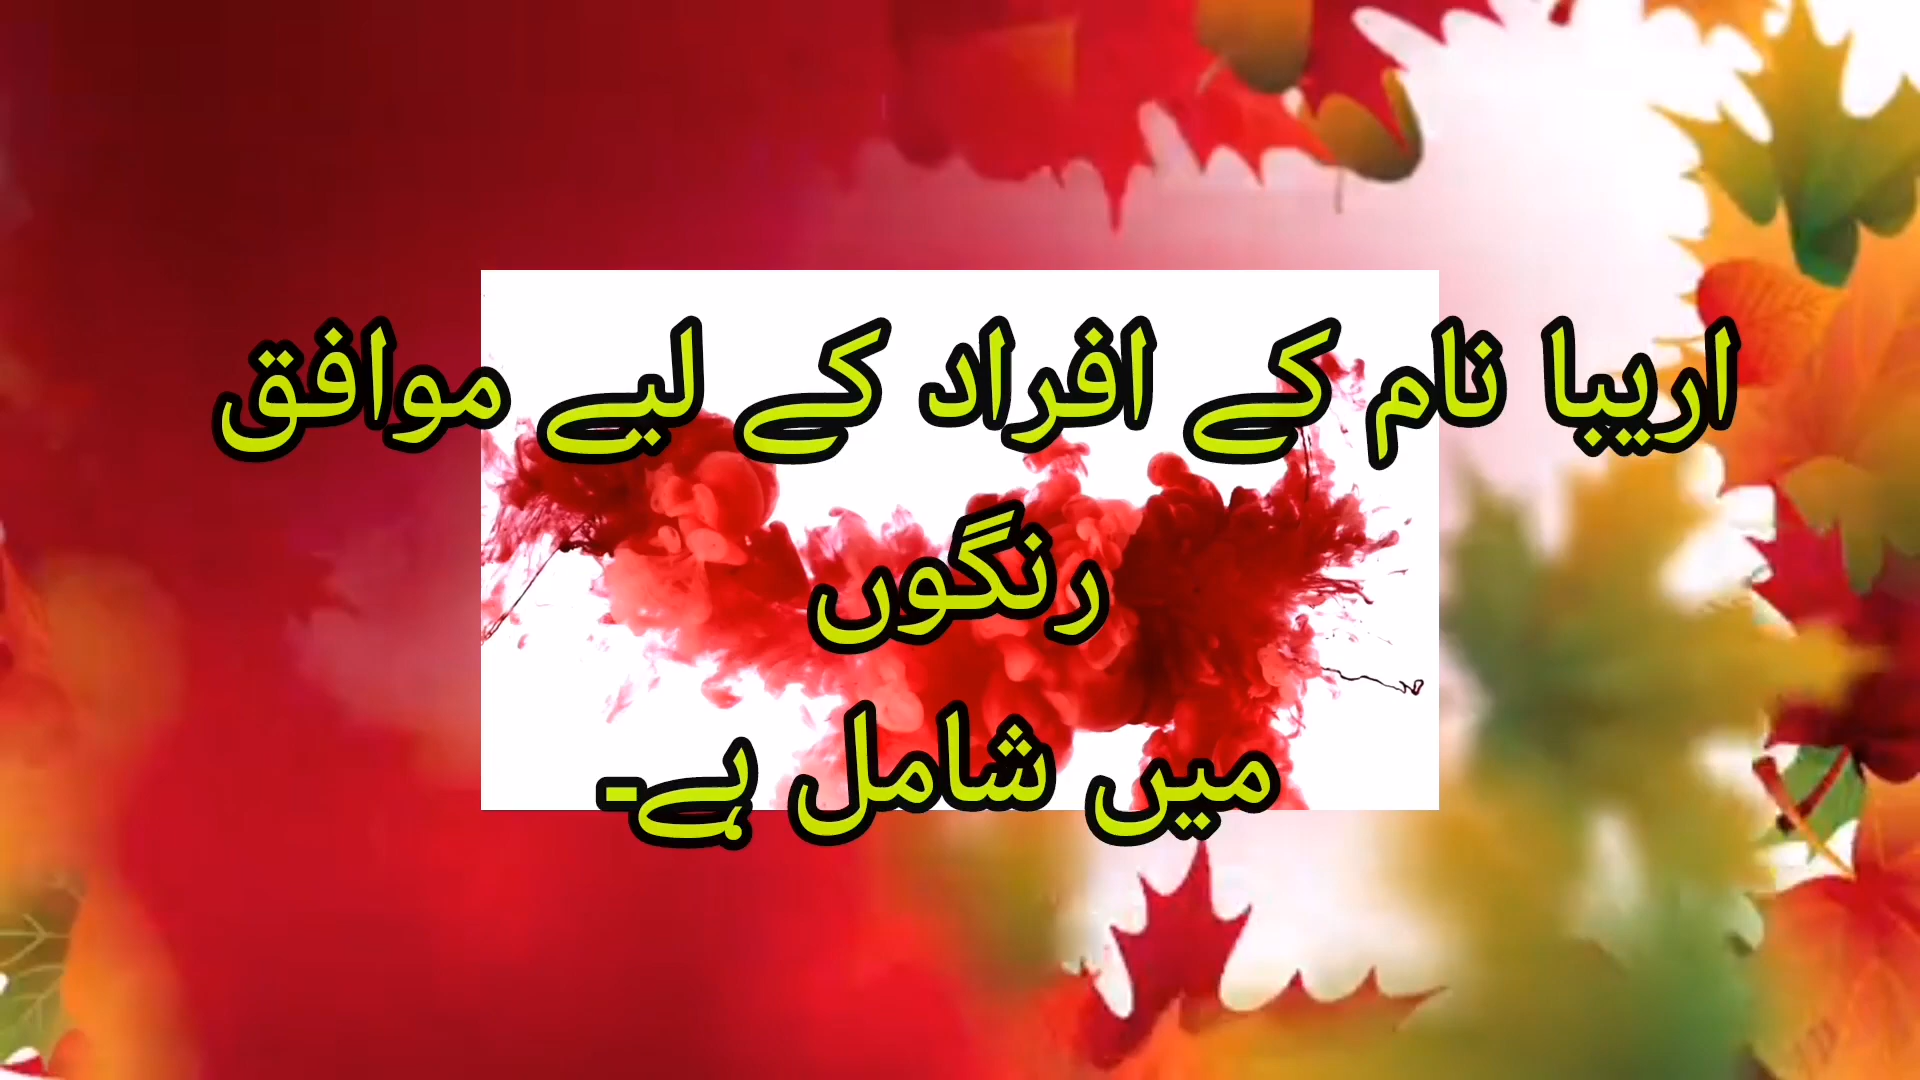 اریبا نام کے افراد کے لیے موافق
رنگوں
میں شامل ہے۔